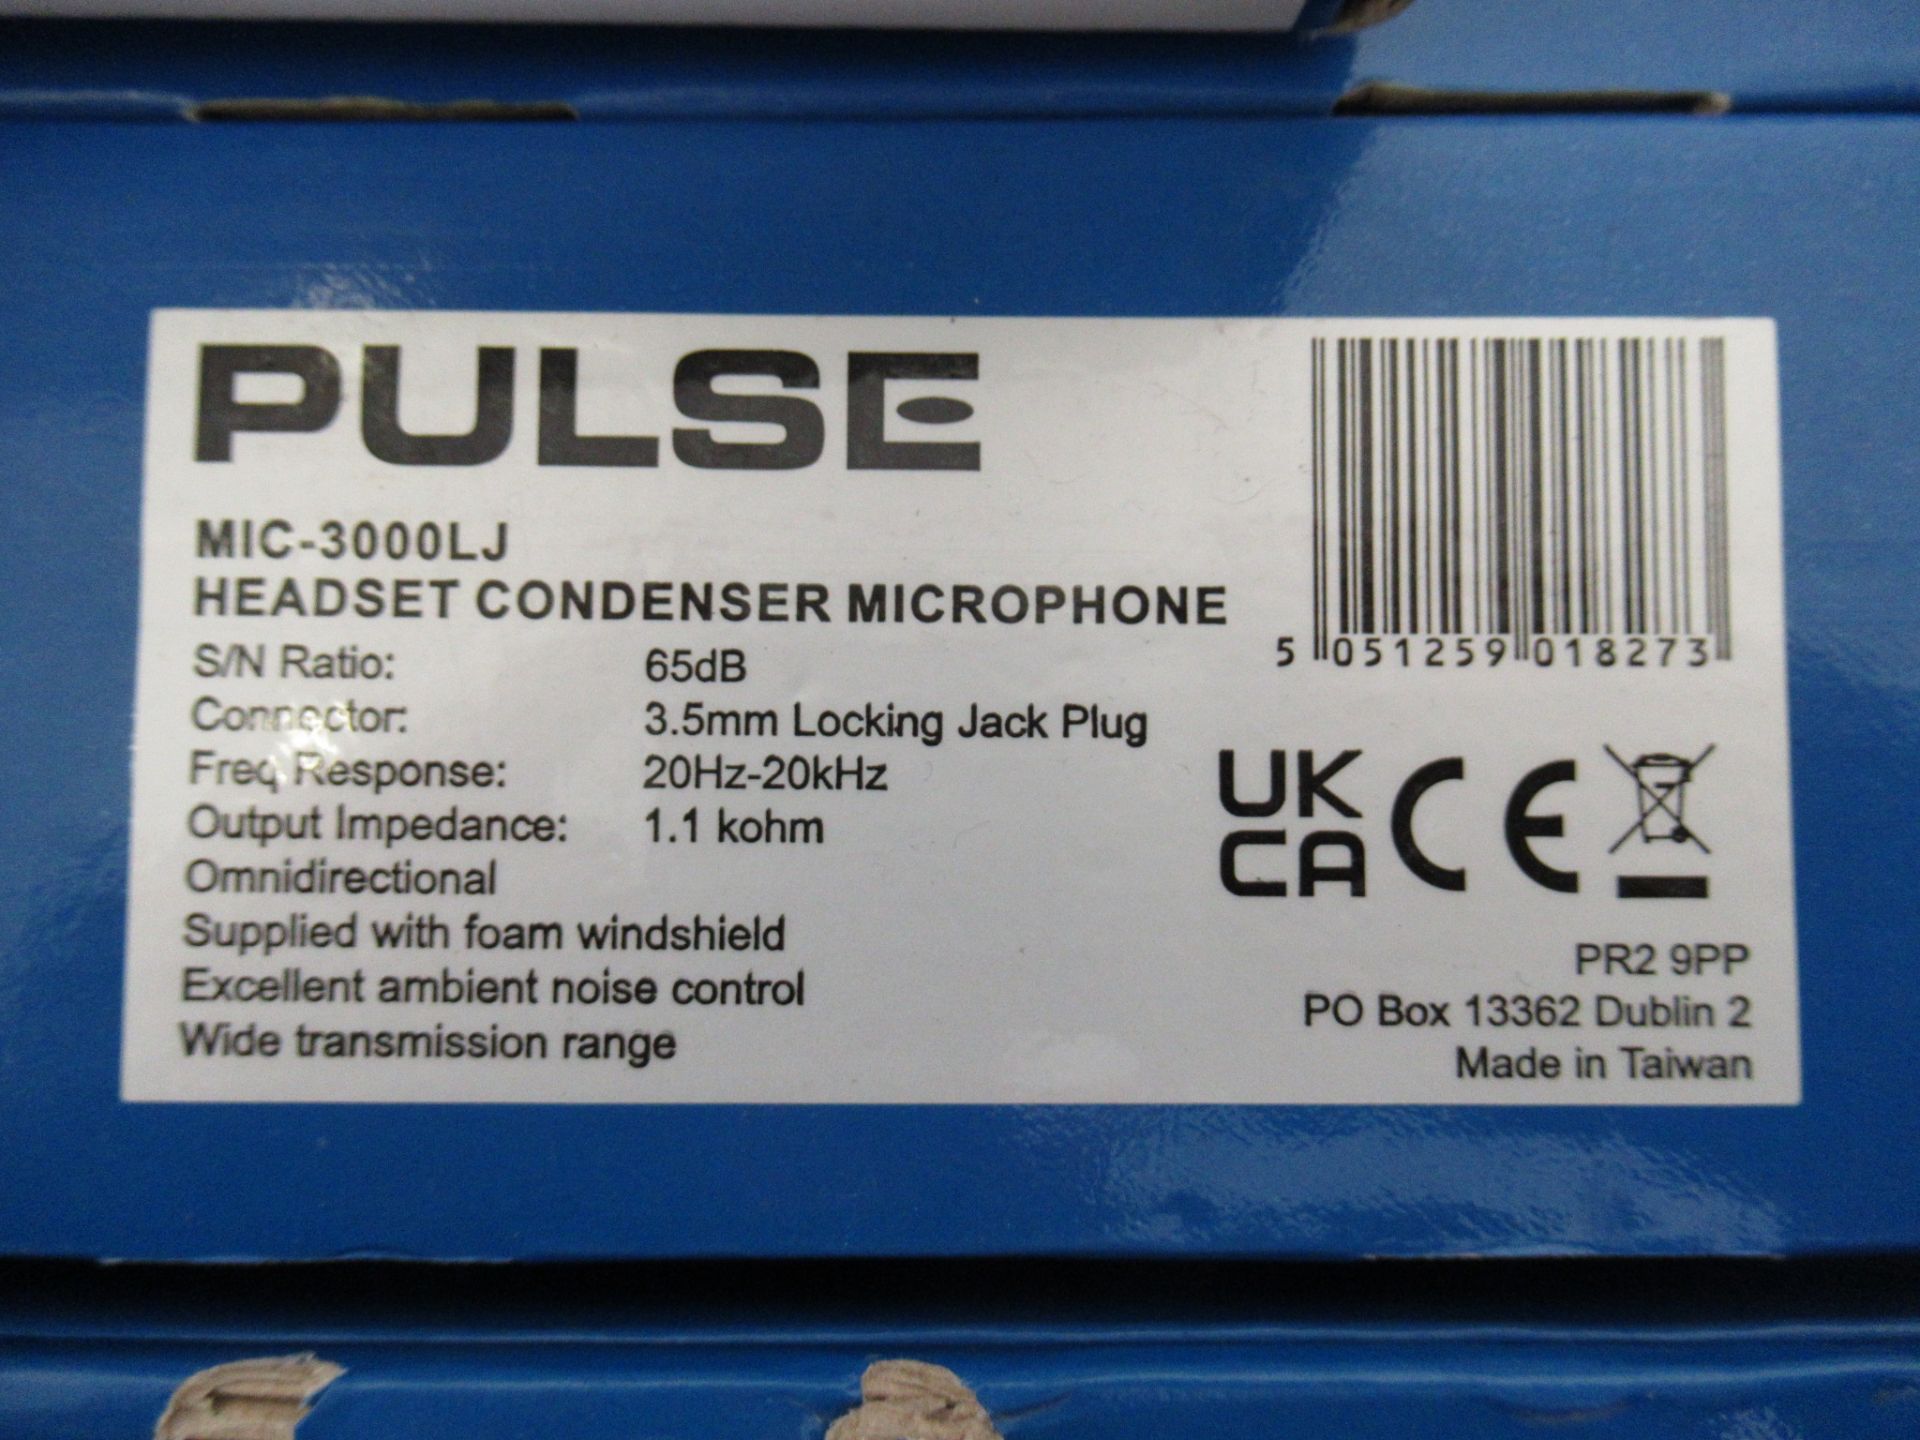 PULSE
MIC-3000LJ
HEADSET CONDENSER MICROPHONE
S/N Ratio: 65dB
Connector: 3.5mm Locking Jack Plug
Freq Response: 20Hz-20kHz
Output Impedance: 1.1 kohm
Omnidirectional
Supplied with foam windshield
Excellent ambient noise control
Wide transmission range
5 051259 018273
UK
CA CE
PR2 9PP
PO Box 13362 Dublin 2
Made in Taiwan